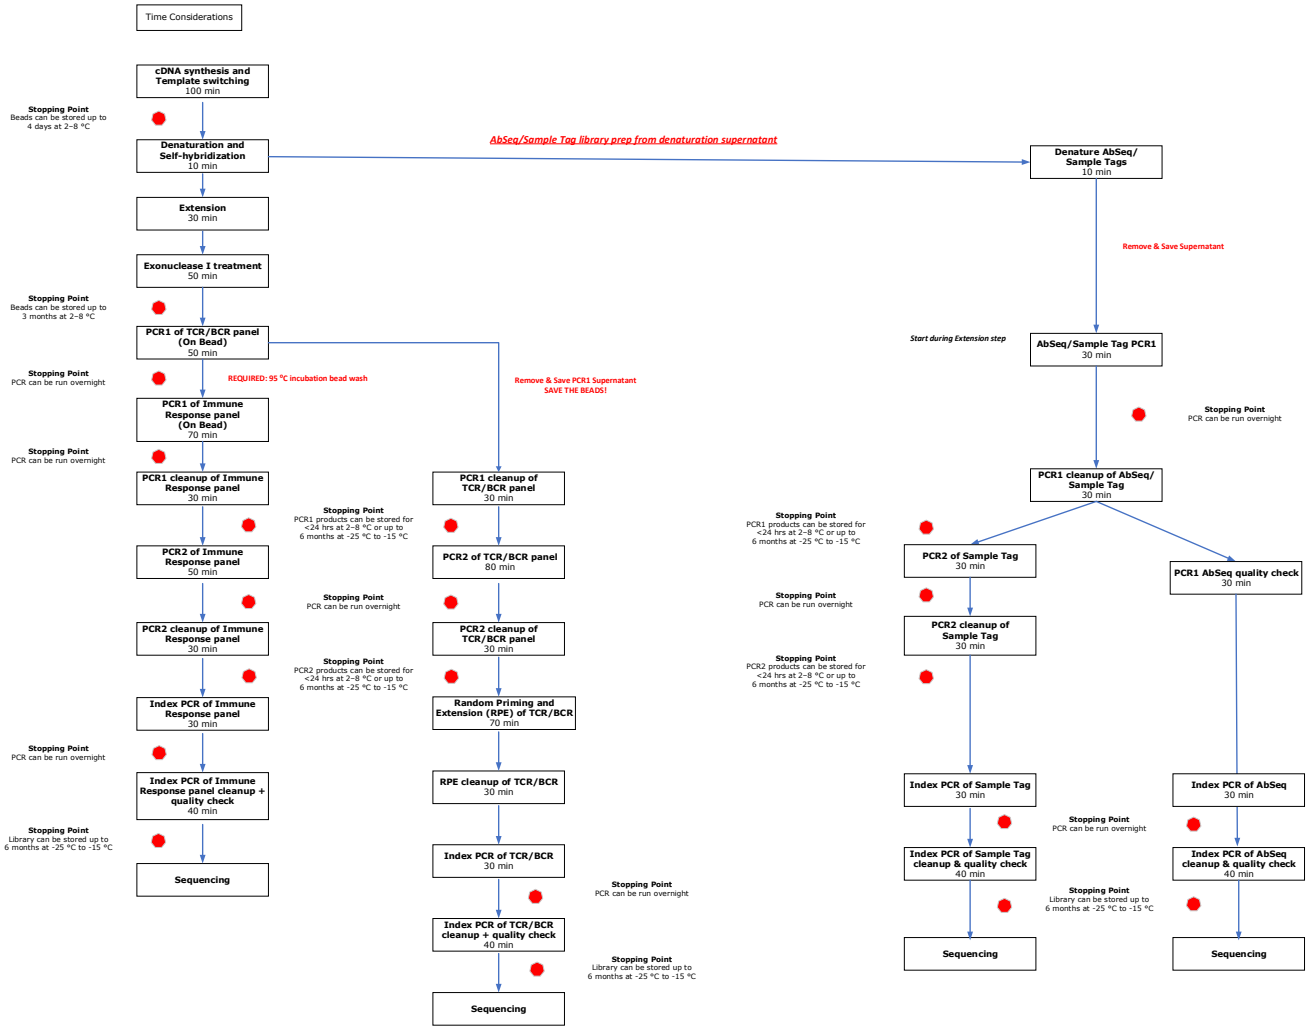 Time Considerations
cDNA synthesis and
Template switching
100 min
Stopping Point
Beads can be stored up to
4 days at 2–8 °C
Denaturation and
Self-hybridization
10 min
AbSeq/Sample Tag library prep from denaturation supernatant
Denature AbSeq/
Sample Tags
10 min
Extension
30 min
Remove & Save Supernatant
Exonuclease I treatment
50 min
Stopping Point
Beads can be stored up to
3 months at 2–8 °C
PCR1 of TCR/BCR panel
(On Bead)
50 min
Start during Extension step
AbSeq/Sample Tag PCR1
30 min
Stopping Point
PCR can be run overnight
REQUIRED: 95 °C incubation bead wash
Remove & Save PCR1 Supernatant
SAVE THE BEADS!
PCR1 of Immune
Response panel
(On Bead)
70 min
Stopping Point
PCR can be run overnight
Stopping Point
PCR can be run overnight
PCR1 cleanup of Immune
Response panel
30 min
PCR1 cleanup of
TCR/BCR panel
30 min
PCR1 cleanup of AbSeq/
Sample Tag
30 min
Stopping Point
PCR1 products can be stored for
<24 hrs at 2–8 °C or up to
6 months at -25 °C to -15 °C
Stopping Point
PCR1 products can be stored for
<24 hrs at 2–8 °C or up to
6 months at -25 °C to -15 °C
PCR2 of Immune
Response panel
50 min
PCR2 of TCR/BCR panel
80 min
PCR2 of Sample Tag
30 min
PCR1 AbSeq quality check
30 min
Stopping Point
PCR can be run overnight
Stopping Point
PCR can be run overnight
PCR2 cleanup of Immune
Response panel
30 min
PCR2 cleanup of
TCR/BCR panel
30 min
PCR2 cleanup of
Sample Tag
30 min
Stopping Point
PCR2 products can be stored for
<24 hrs at 2–8 °C or up to
6 months at -25 °C to -15 °C
Stopping Point
PCR2 products can be stored for
<24 hrs at 2–8 °C or up to
6 months at -25 °C to -15 °C
Index PCR of Immune
Response panel
30 min
Random Priming and
Extension (RPE) of TCR/BCR
70 min
Stopping Point
PCR can be run overnight
Index PCR of Immune
Response panel cleanup +
quality check
40 min
RPE cleanup of TCR/BCR
30 min
Index PCR of Sample Tag
30 min
Index PCR of AbSeq
30 min
Stopping Point
Library can be stored up to
6 months at -25 °C to -15 °C
Stopping Point
PCR can be run overnight
Index PCR of TCR/BCR
30 min
Index PCR of Sample Tag
cleanup & quality check
40 min
Index PCR of AbSeq
cleanup & quality check
40 min
Sequencing
Stopping Point
PCR can be run overnight
Stopping Point
Library can be stored up to
6 months at -25 °C to -15 °C
Index PCR of TCR/BCR
cleanup + quality check
40 min
Sequencing
Sequencing
Stopping Point
Library can be stored up to
6 months at -25 °C to -15 °C
Sequencing